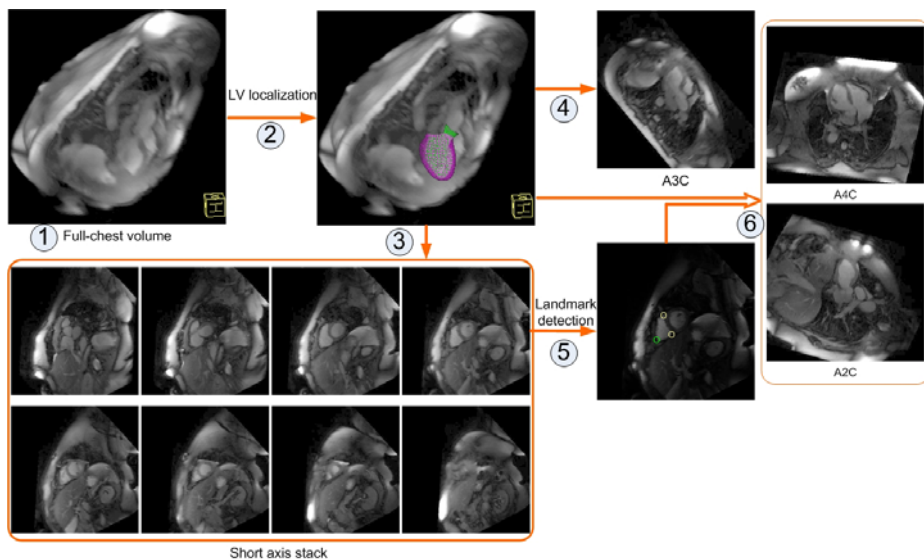 LV localization
2
4
A3C
A4C
1 Full-chest volume
3
6
Landmark
detection
5
A2C
Short axis stack